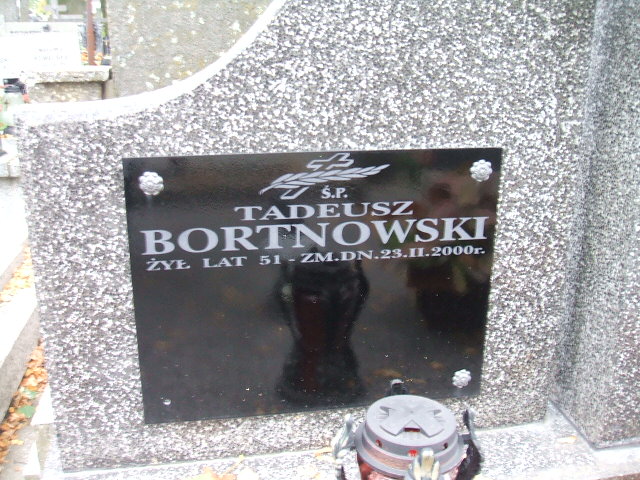 Ś.P.
TADEUSZ
BORTNOWSKI
ŻYŁ LAT 51 - ZM.DN.23.II.2000r.